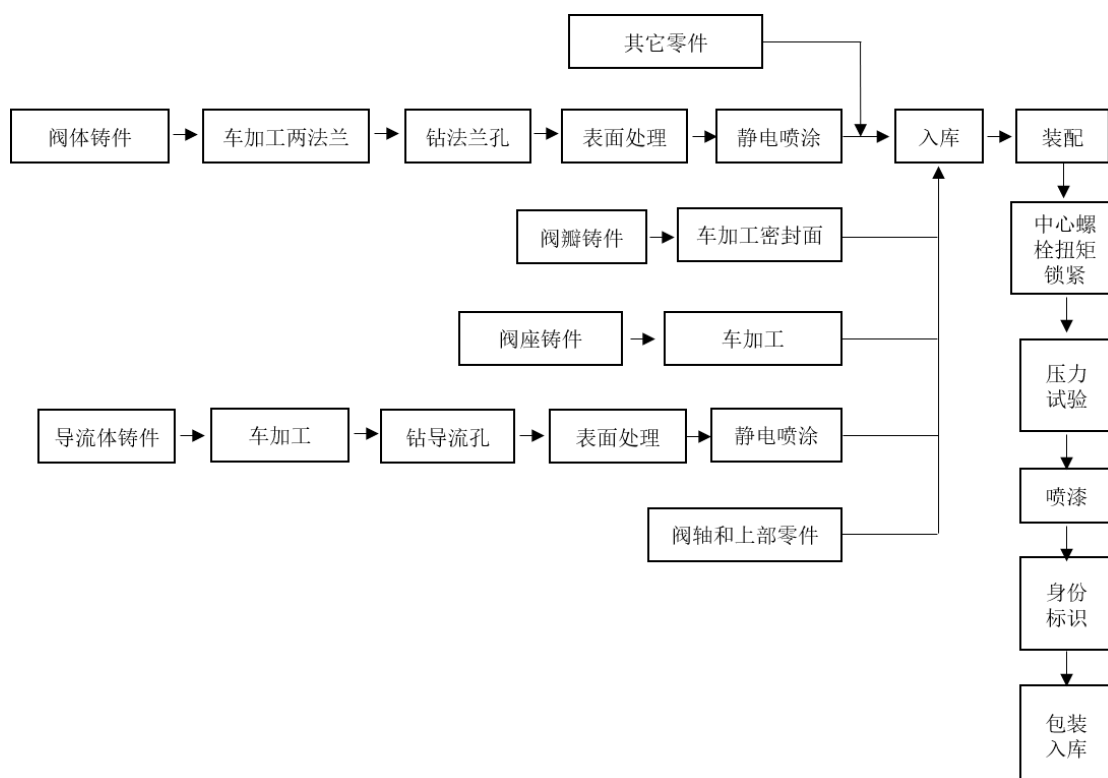 其它零件
阀体铸件
车加工两法兰
钻法兰孔
表面处理
静电喷涂
入库
装配
阀瓣铸件
车加工密封面
中心螺
栓扭矩
锁紧
阀座铸件
车加工
压力
试验
导流体铸件
车加工
钻导流孔
表面处理
静电喷涂
喷漆
阀轴和上部零件
身份
标识
包装
入库